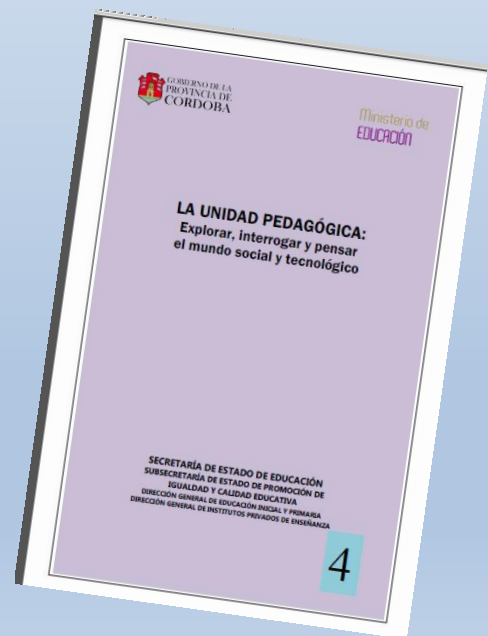 GOBIERNO DE LA
PROVINCIA DE
CORDOBA
Ministerio de
EDUCACIÓN
LA UNIDAD PEDAGÓGICA:
Explorar, interrogar y pensar
el mundo social y tecnológico
SECRETARÍA DE ESTADO DE EDUCACIÓN
SUBSECRETARÍA DE ESTADO DE PROMOCIÓN DE
IGUALDAD Y CALIDAD EDUCATIVA
DIRECCIÓN GENERAL DE EDUCACIÓN INICIAL Y PRIMARIA
DIRECCIÓN GENERAL DE INSTITUTOS PRIVADOS DE ENSEÑANZA
4